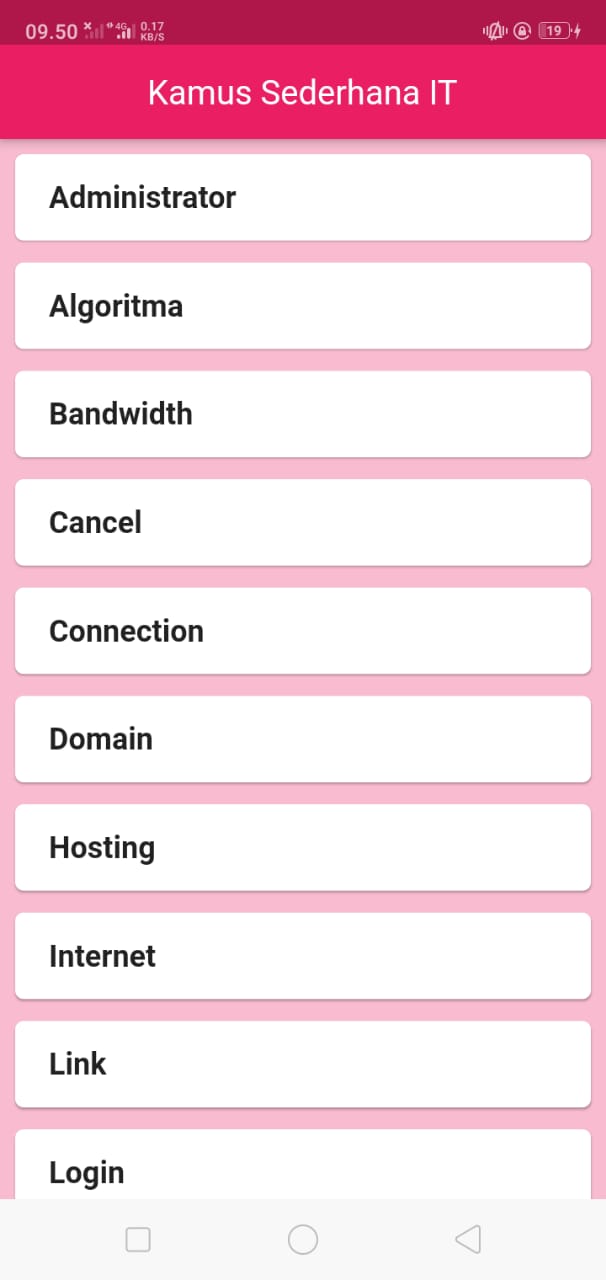 09.50 4G 0.17
KB/S
19
Kamus Sederhana IT
Administrator
Algoritma
Bandwidth
Cancel
Connection
Domain
Hosting
Internet
Link
Login